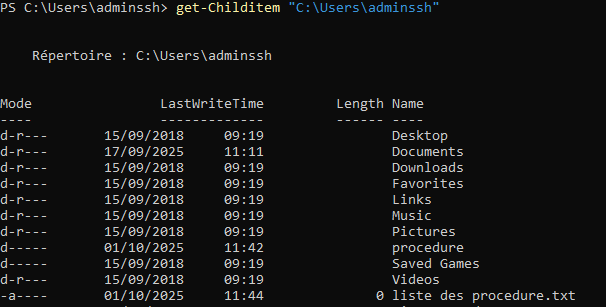 PS C:\Users\adminssh> get-Childitem "C:\Users\adminssh"
Répertoire : C:\Users\adminssh
Mode LastWriteTime Length Name
---- ------------- ------ ----
d-r--- 15/09/2018 09:19 Desktop
d-r--- 17/09/2025 11:11 Documents
d-r--- 15/09/2018 09:19 Downloads
d-r--- 15/09/2018 09:19 Favorites
d-r--- 15/09/2018 09:19 Links
d-r--- 15/09/2018 09:19 Music
d-r--- 15/09/2018 09:19 Pictures
d----- 01/10/2025 11:42 procedure
d----- 15/09/2018 09:19 Saved Games
d-r--- 15/09/2018 09:19 Videos
-a---- 01/10/2025 11:44 0 liste des procedure.txt